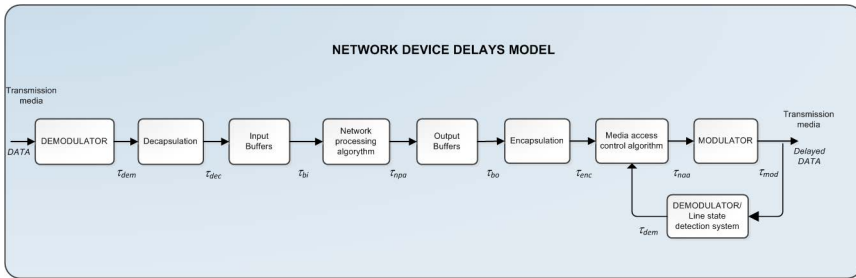 NETWORK DEVICE DELAYS MODEL
Transmission
media
DATA
DEMODULATOR
τdem
Decapsulation
τdec
Input
Buffers
τbi
Network
processing
algorythm
τnpa
Output
Buffers
τbo
Encapsulation
τenc
Media access
control algorithm
τnaa
MODULATOR
τmod
Transmission
media
Delayed
DATA
DEMODULATOR/
Line state
detection system
τdem